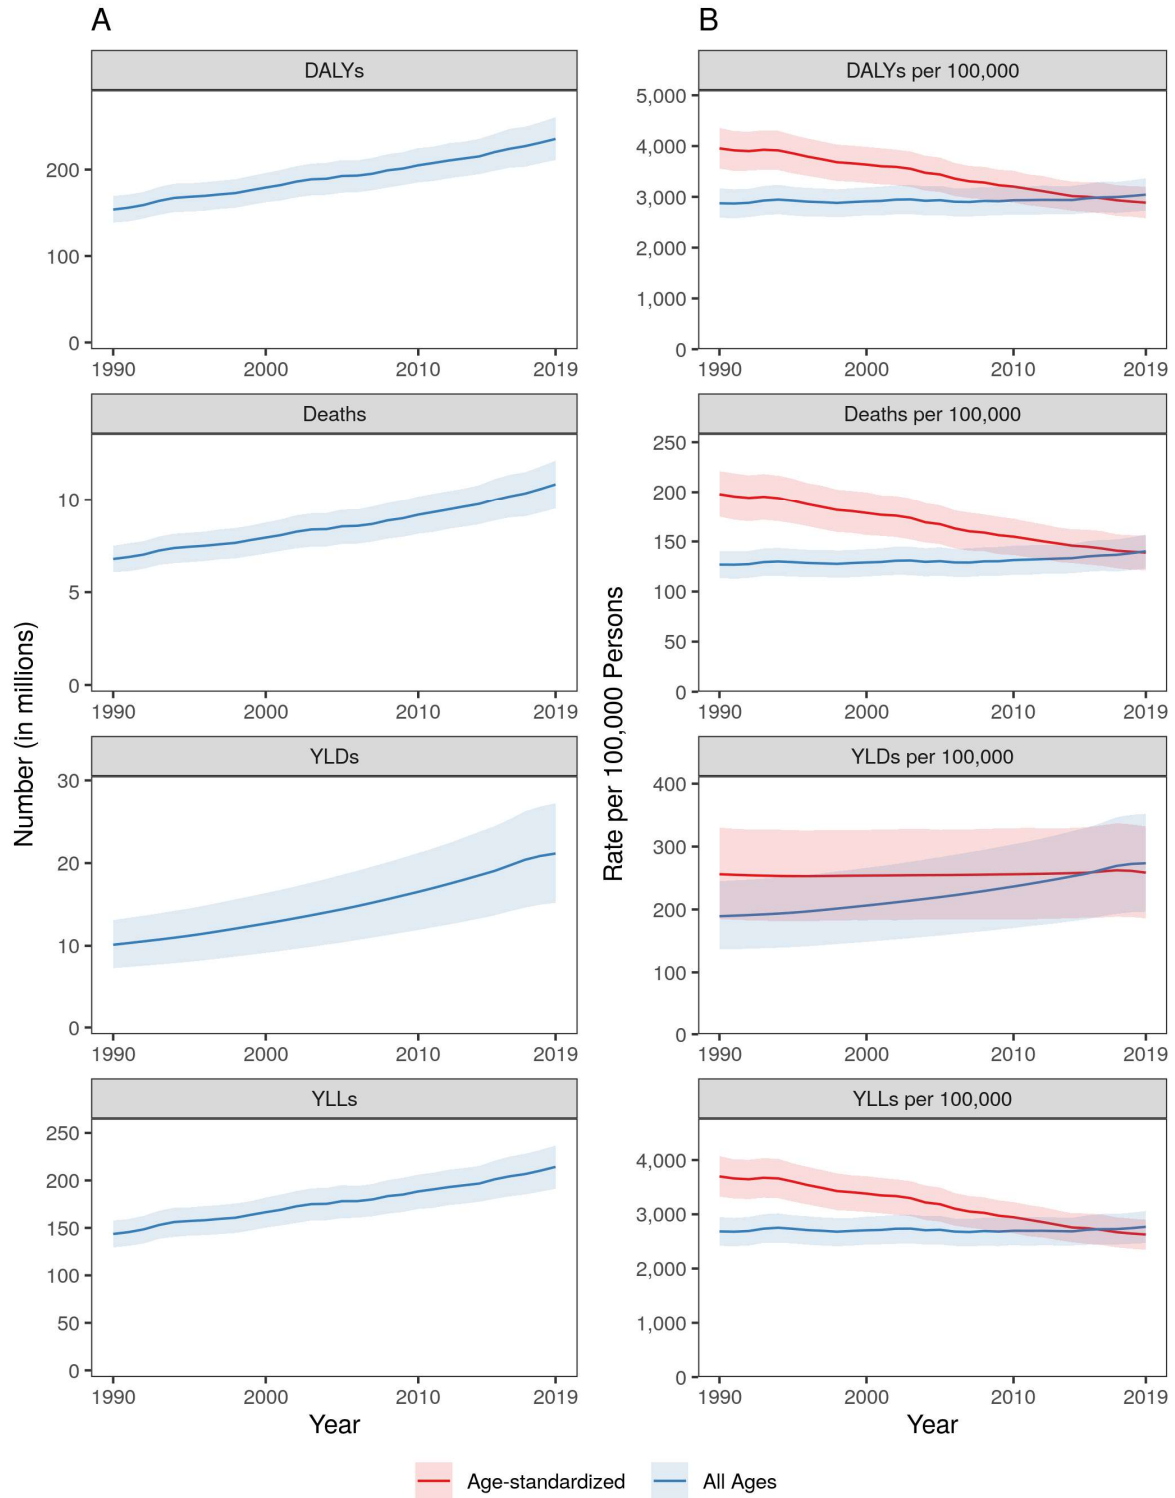 A
DALYs
200
100
0
1990 2000 2010 2019
Deaths
10
5
0
1990 2000 2010 2019
YLDs
30
20
10
0
1990 2000 2010 2019
YLLs
250
200
150
100
50
0
1990 2000 2010 2019
Year
Number (in millions)
B
DALYs per 100,000
5,000
4,000
3,000
2,000
1,000
0
1990 2000 2010 2019
Deaths per 100,000
250
200
150
100
50
0
1990 2000 2010 2019
YLDs per 100,000
400
300
200
100
0
1990 2000 2010 2019
YLLs per 100,000
4,000
3,000
2,000
1,000
0
1990 2000 2010 2019
Year
Rate per 100,000 Persons
Age-standardized All Ages